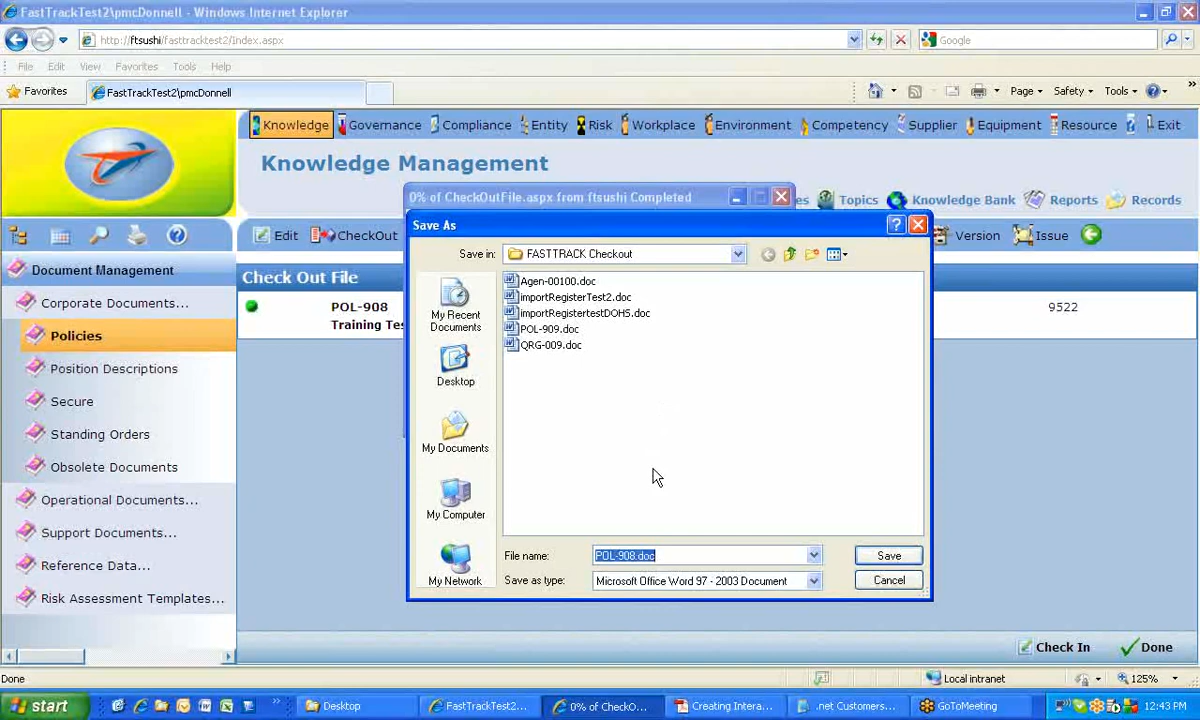 FastTrackTest2\pmcDonnell - Windows Internet Explorer
http://ftsushi/fasttracktest2/Index.aspx
Google
File Edit View Favorites Tools Help
Favorites FastTrackTest2\pmcDonnell
Page Safety Tools
Knowledge Governance Compliance Entity Risk Workplace Environment Competency Supplier Equipment Resource Exit
Knowledge Management
Topics Knowledge Bank Reports Records
Edit CheckOut Version Issue
0% of CheckOutFile.aspx from ftsushi Completed
Document Management
Corporate Documents...
Policies
Position Descriptions
Secure
Standing Orders
Obsolete Documents
Operational Documents...
Support Documents...
Reference Data...
Risk Assessment Templates...
Check Out File
POL-908 9522
Training Tes
Save As
Save in: FASTTRACK Checkout
My Recent Documents
Desktop
My Documents
My Computer
My Network
Agen-00100.doc
importRegisterTest2.doc
importRegistertestDOHS.doc
POL-909.doc
QRG-009.doc
File name: POL-908.doc Save
Save as type: Microsoft Office Word 97 - 2003 Document Cancel
Check In Done
Done Local intranet 125%
start Desktop FastTrackTest2... 0% of CheckO... Creating Intera... .net Customers... GoToMeeting 12:43 PM